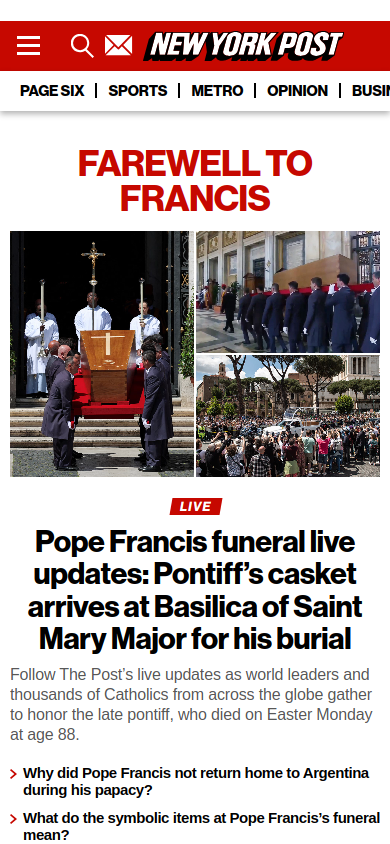 NEW YORK POST
PAGE SIX | SPORTS | METRO | OPINION | BUSI
FAREWELL TO
FRANCIS
LIVE
Pope Francis funeral live
updates: Pontiff’s casket
arrives at Basilica of Saint
Mary Major for his burial
Follow The Post’s live updates as world leaders and
thousands of Catholics from across the globe gather
to honor the late pontiff, who died on Easter Monday
at age 88.
Why did Pope Francis not return home to Argentina
during his papacy?
What do the symbolic items at Pope Francis’s funeral
mean?